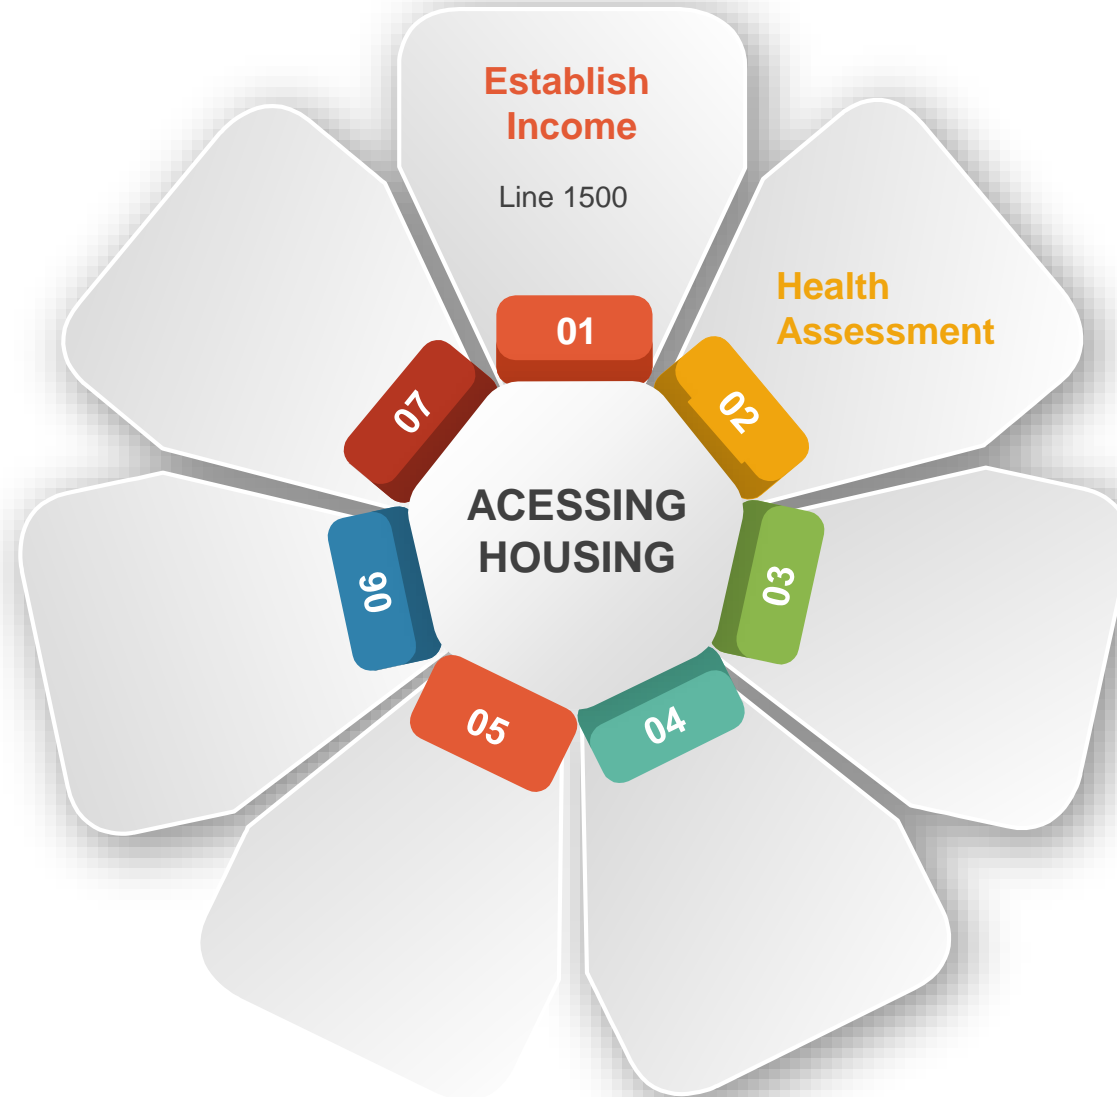 Establish
Income
Line 1500
01
Health
Assessment
02
07
ACESSING
HOUSING
06
03
05
04